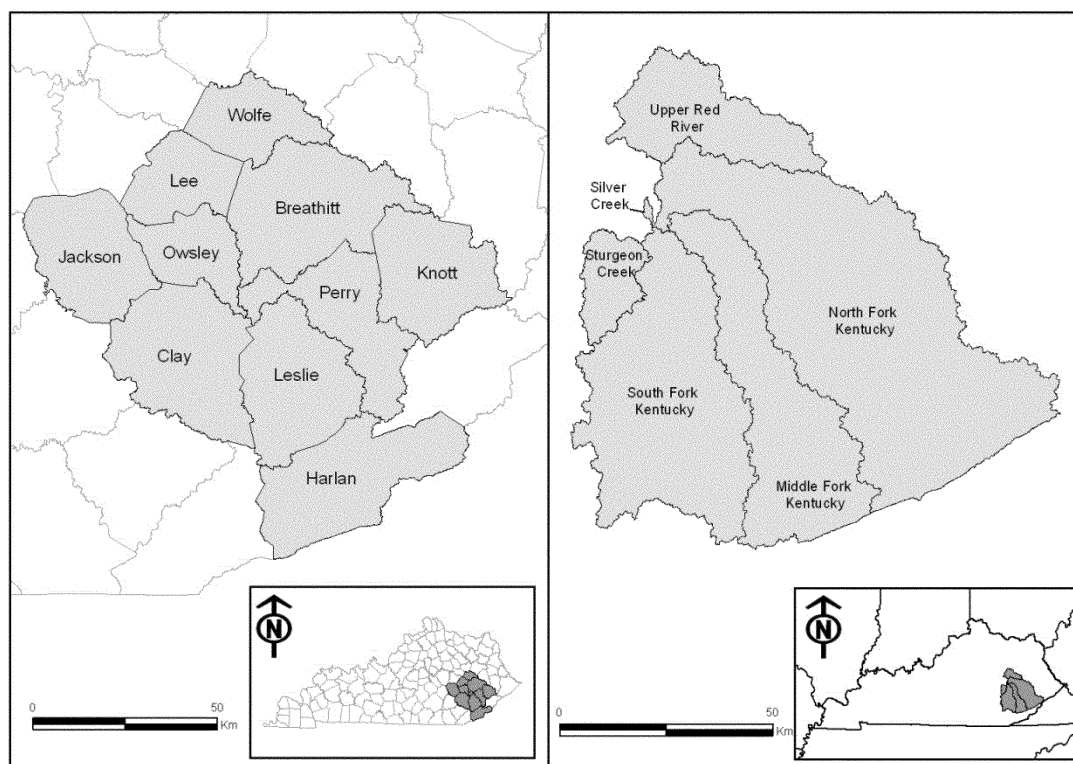 Wolfe
Lee
Breathitt
Jackson
Owsley
Knott
Perry
Clay
Leslie
Harlan
N
0 50
Km
Upper Red
River
Silver
Creek
Sturgeon
Creek
North Fork
Kentucky
South Fork
Kentucky
Middle Fork
Kentucky
N
0 50
Km